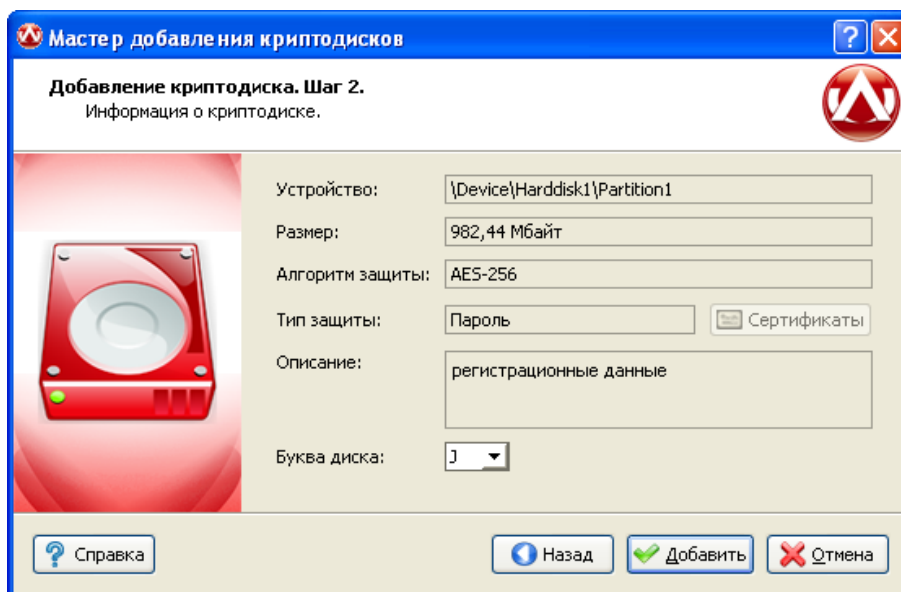 Мастер добавления криптодисков
Добавление криптодиска. Шаг 2.
Информация о криптодиске.
Устройство: \Device\Harddisk1\Partition1
Размер: 982,44 Мбайт
Алгоритм защиты: AES-256
Тип защиты: Пароль Сертификаты
Описание: регистрационные данные
Буква диска: J
Справка Назад Добавить Отмена